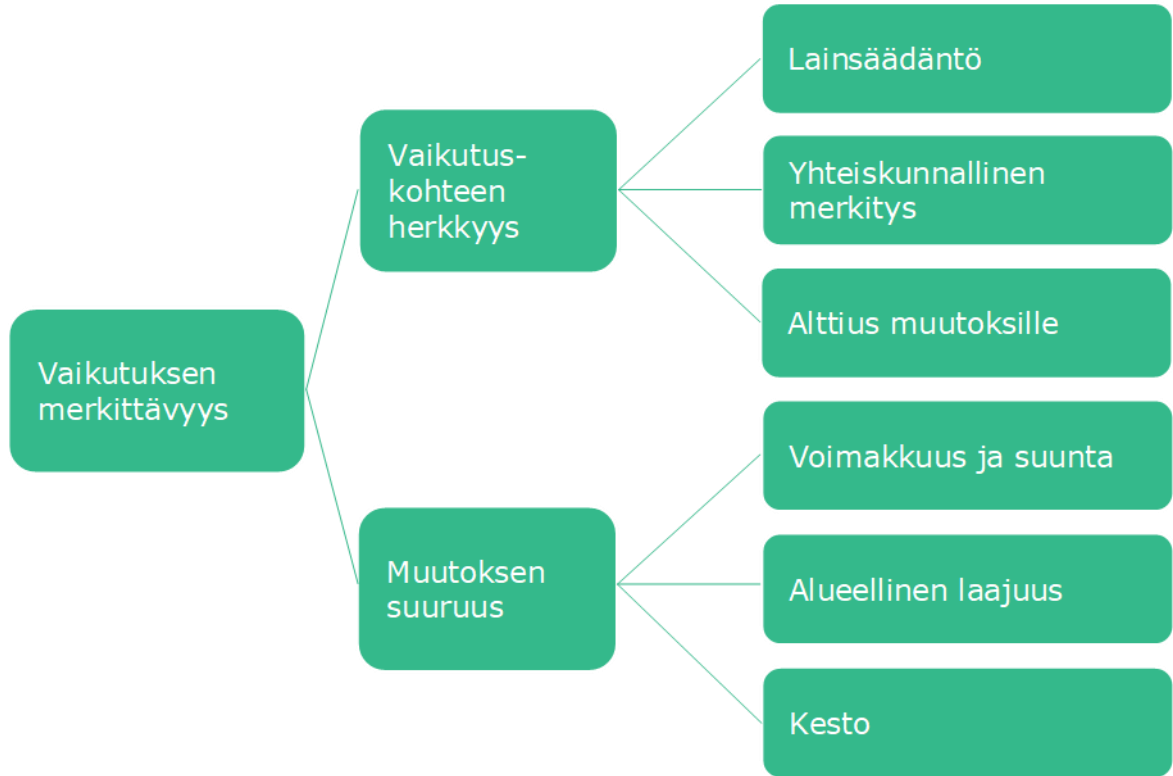 Vaikutuksen
merkittävyys
Vaikutus-
kohteen
herkkyys
Lainsäädäntö
Yhteiskunnallinen
merkitys
Alttius muutoksille
Muutoksen
suuruus
Voimakkuus ja suunta
Alueellinen laajuus
Kesto